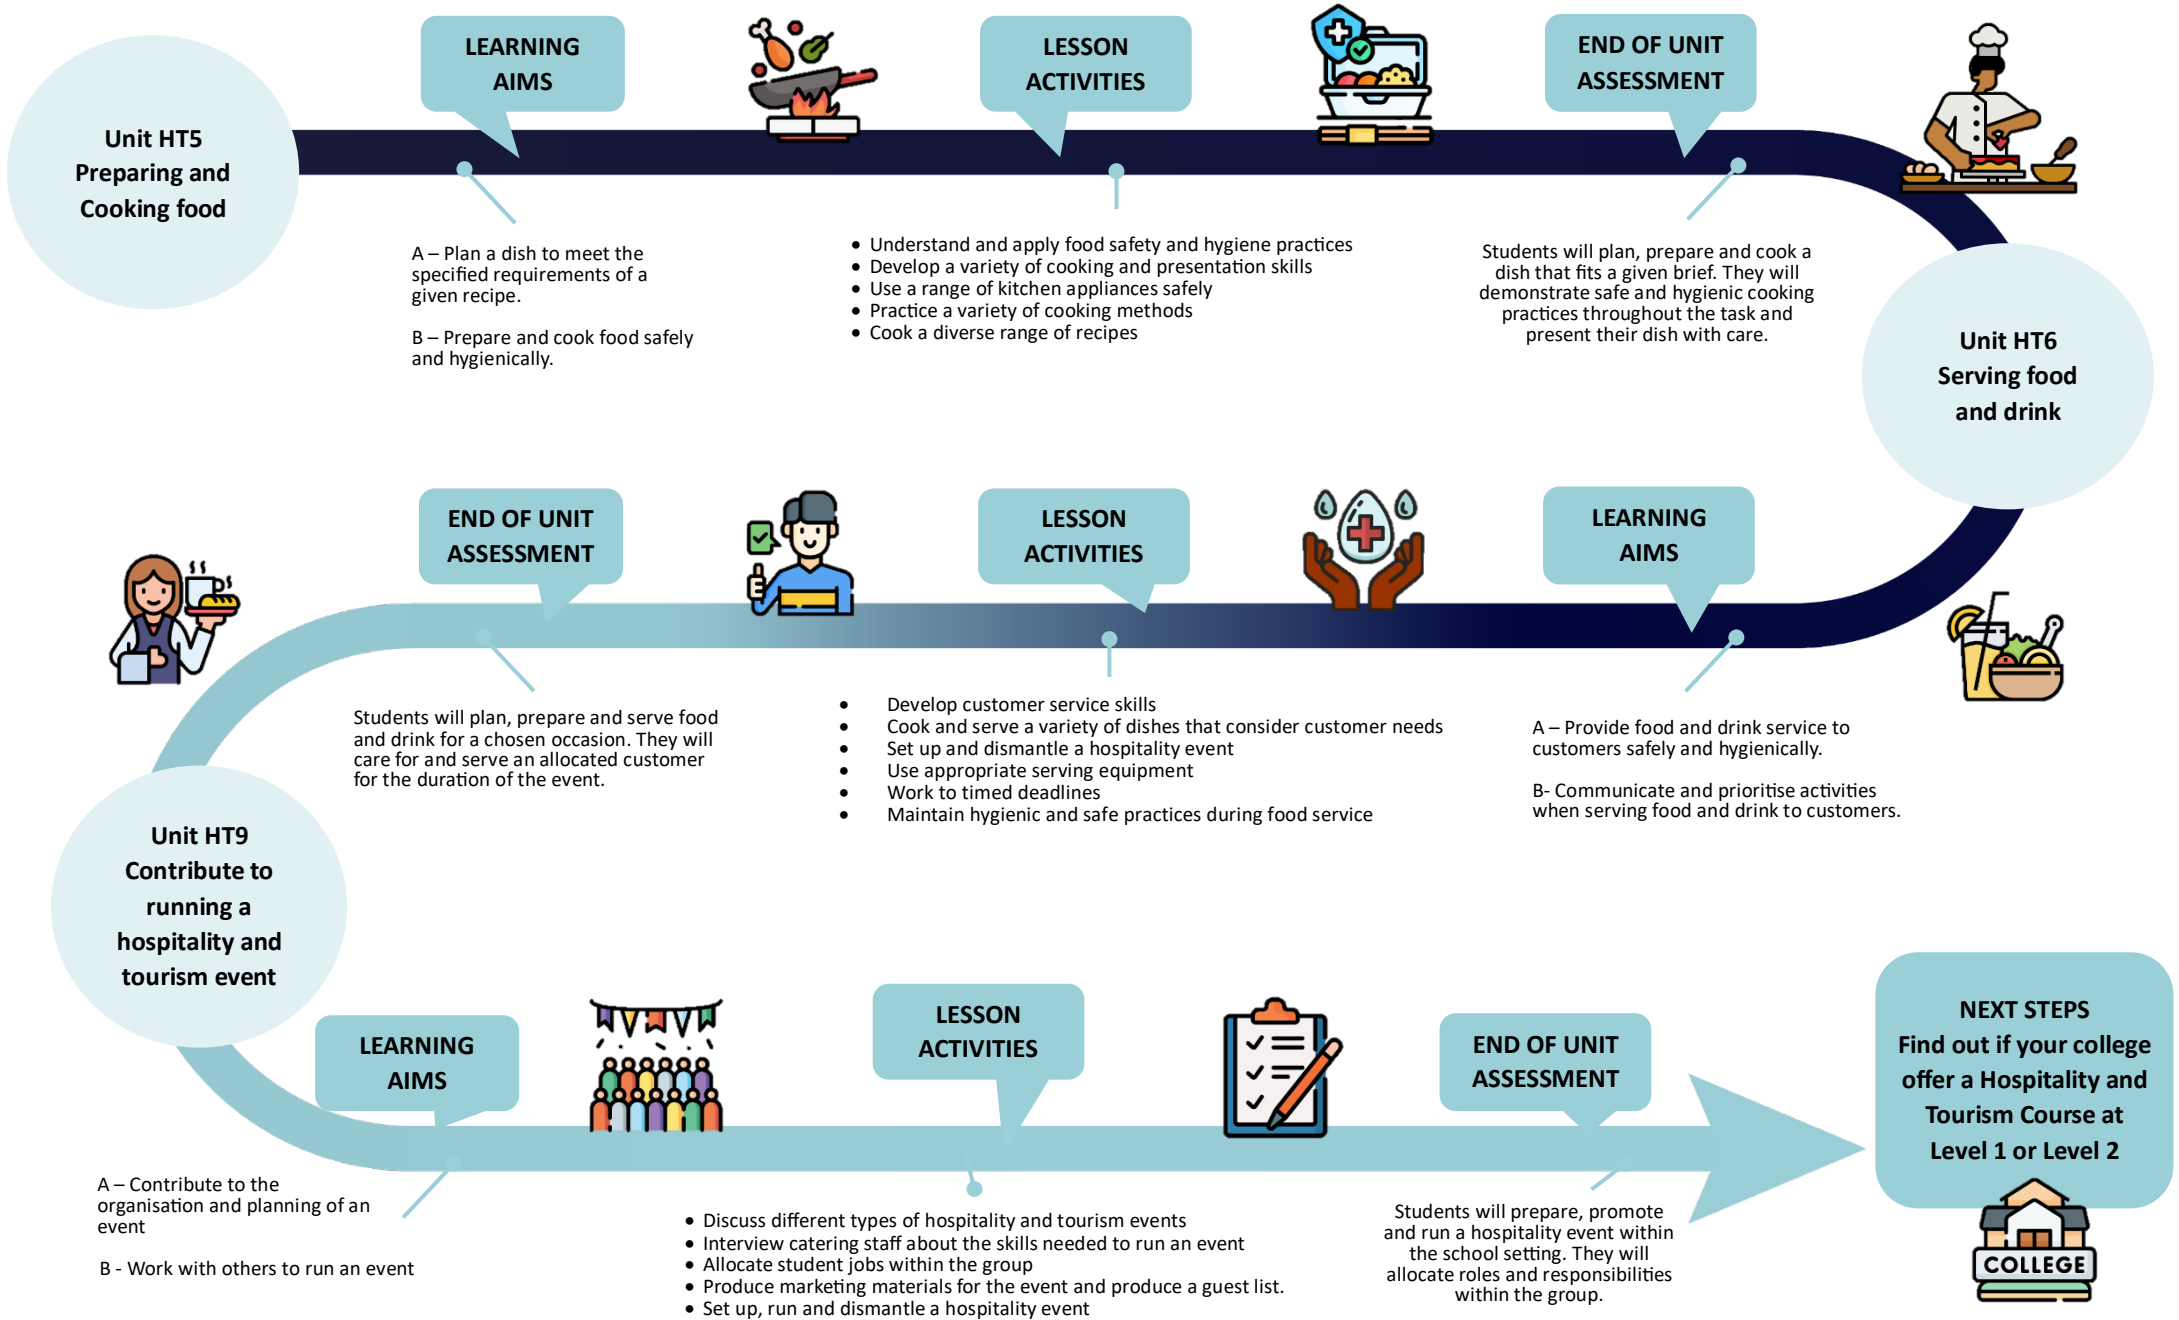 Unit HT5
Preparing and
Cooking food
LEARNING
AIMS
A – Plan a dish to meet the
specified requirements of a
given recipe.
B – Prepare and cook food safely
and hygienically.
LESSON
ACTIVITIES
• Understand and apply food safety and hygiene practices
• Develop a variety of cooking and presentation skills
• Use a range of kitchen appliances safely
• Practice a variety of cooking methods
• Cook a diverse range of recipes
END OF UNIT
ASSESSMENT
Students will plan, prepare and cook a
dish that fits a given brief. They will
demonstrate safe and hygienic cooking
practices throughout the task and
present their dish with care.
Unit HT6
Serving food
and drink
LEARNING
AIMS
A – Provide food and drink service to
customers safely and hygienically.
B- Communicate and prioritise activities
when serving food and drink to customers.
LESSON
ACTIVITIES
• Develop customer service skills
• Cook and serve a variety of dishes that consider customer needs
• Set up and dismantle a hospitality event
• Use appropriate serving equipment
• Work to timed deadlines
• Maintain hygienic and safe practices during food service
END OF UNIT
ASSESSMENT
Students will plan, prepare and serve food
and drink for a chosen occasion. They will
care for and serve an allocated customer
for the duration of the event.
Unit HT9
Contribute to
running a
hospitality and
tourism event
LEARNING
AIMS
A – Contribute to the
organisation and planning of an
event
B - Work with others to run an event
LESSON
ACTIVITIES
• Discuss different types of hospitality and tourism events
• Interview catering staff about the skills needed to run an event
• Allocate student jobs within the group
• Produce marketing materials for the event and produce a guest list.
• Set up, run and dismantle a hospitality event
END OF UNIT
ASSESSMENT
Students will prepare, promote
and run a hospitality event within
the school setting. They will
allocate roles and responsibilities
within the group.
NEXT STEPS
Find out if your college
offer a Hospitality and
Tourism Course at
Level 1 or Level 2
COLLEGE